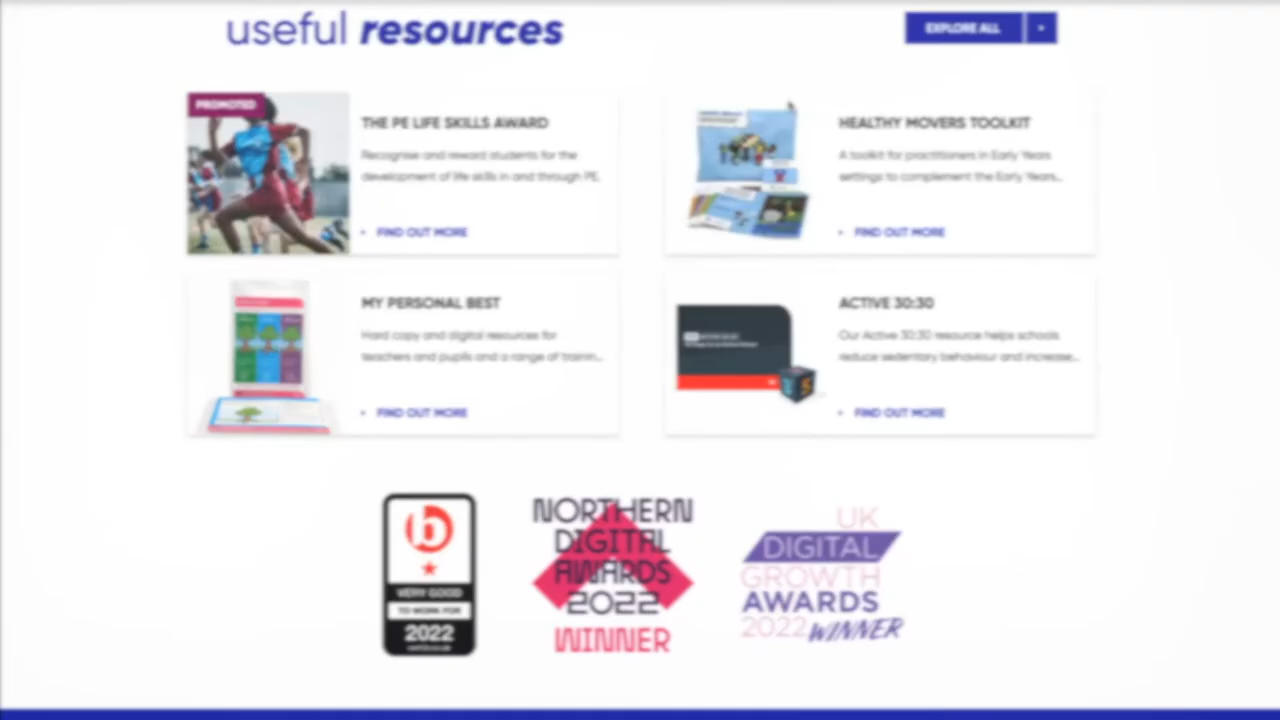 useful resources
EXPLORE ALL
PROMOTED
THE PE LIFE SKILLS AWARD
Recognise and reward students for the
development of life skills in and through PE.
FIND OUT MORE
HEALTHY MOVERS TOOLKIT
A toolkit for practitioners in Early Years
settings to complement the Early Years...
FIND OUT MORE
MY PERSONAL BEST
Hard copy and digital resources for
teachers and pupils and a range of trainin...
FIND OUT MORE
ACTIVE 30:30
Our Active 30:30 resource helps schools
reduce sedentary behaviour and increase...
FIND OUT MORE
b
VERY GOOD
TO WORK FOR
2022
NORTHERN
DIGITAL
AWARDS
2022
WINNER
UK
DIGITAL
GROWTH
AWARDS
2022 WINNER